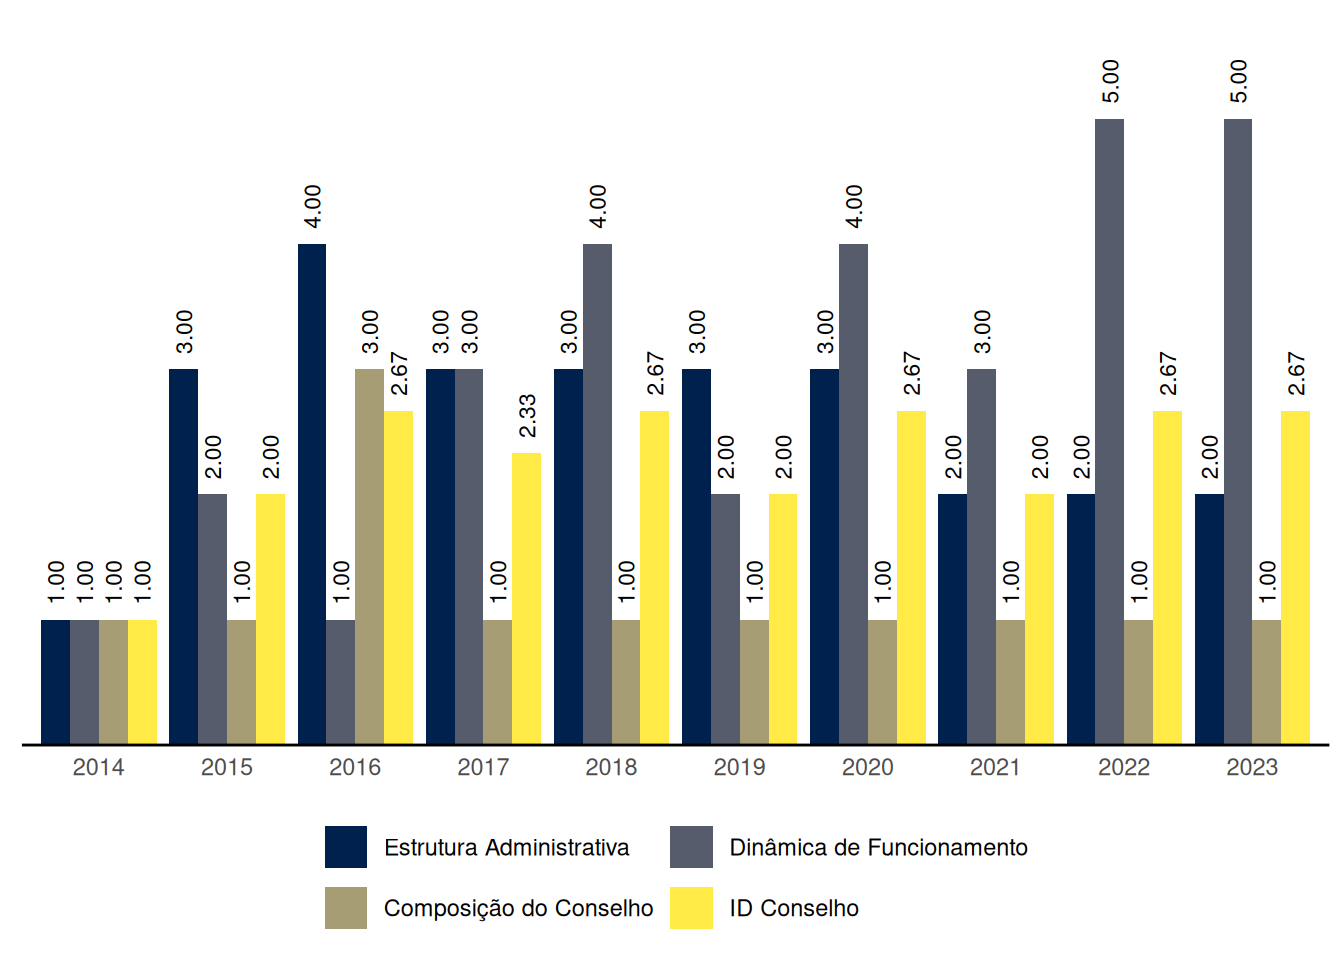 5.00 5.00
4.00 4.00 4.00
3.00 3.00 3.00 3.00 3.00 3.00 3.00 3.00
2.67 2.67 2.67 2.67 2.67
2.33
2.00 2.00 2.00 2.00 2.00 2.00 2.00 2.00
1.00 1.00 1.00 1.00 1.00 1.00 1.00 1.00 1.00 1.00 1.00 1.00 1.00
2014 2015 2016 2017 2018 2019 2020 2021 2022 2023
Estrutura Administrativa Dinâmica de Funcionamento
Composição do Conselho ID Conselho